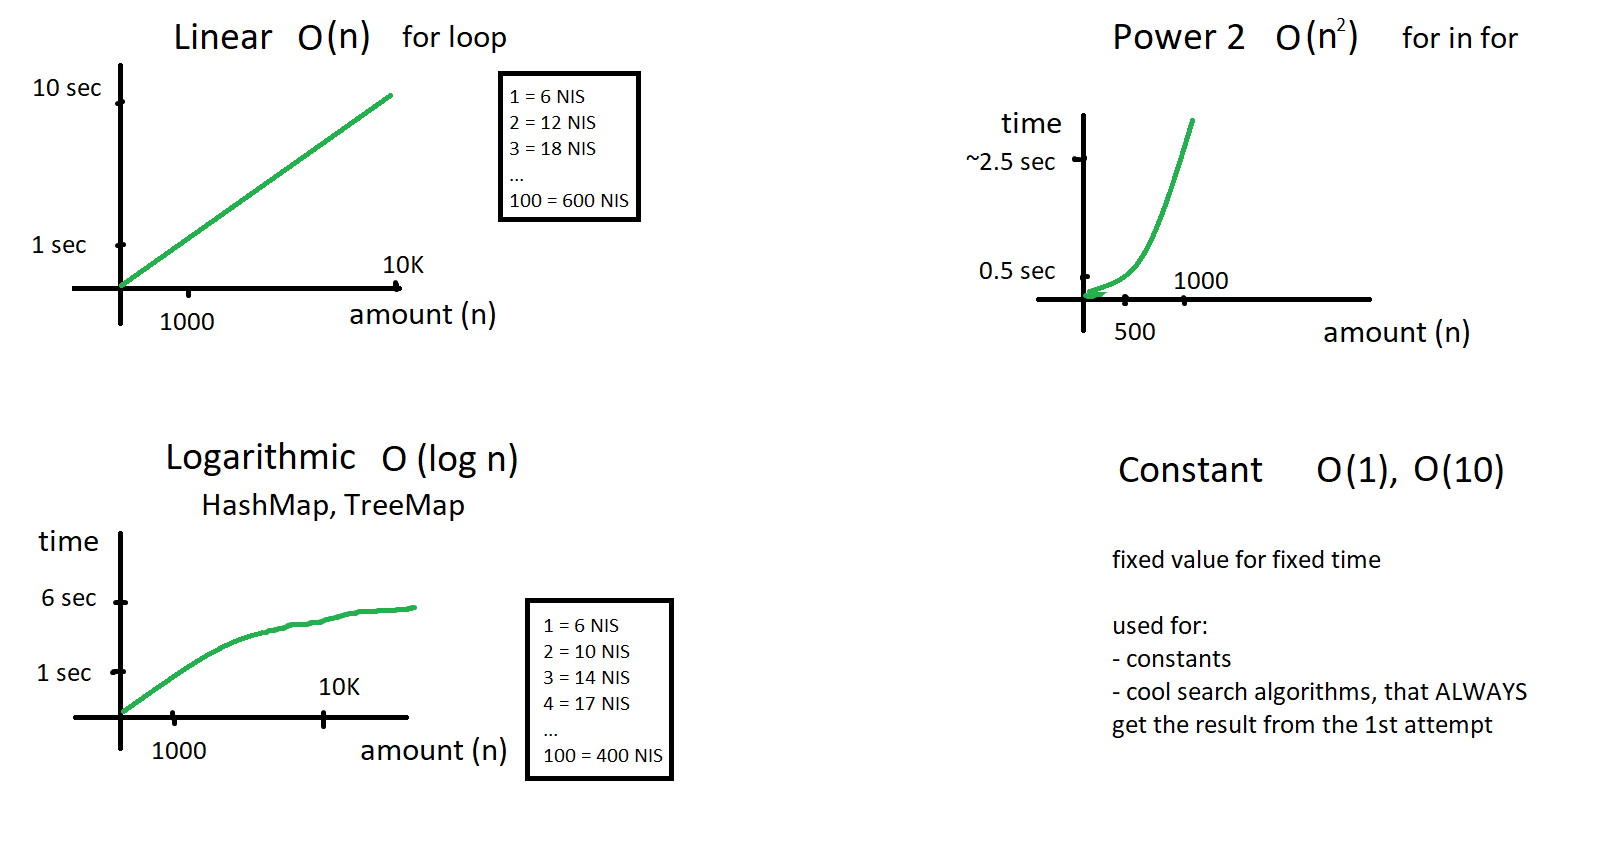 Linear O(n) for loop
10 sec
1 sec
1000
10K
amount (n)
1 = 6 NIS
2 = 12 NIS
3 = 18 NIS
...
100 = 600 NIS
Power 2 O(n²) for in for
time
~2.5 sec
0.5 sec
500
1000
amount (n)
Logarithmic O (log n)
HashMap, TreeMap
time
6 sec
1 sec
1000
10K
amount (n)
1 = 6 NIS
2 = 10 NIS
3 = 14 NIS
4 = 17 NIS
...
100 = 400 NIS
Constant O(1), O(10)
fixed value for fixed time
used for:
- constants
- cool search algorithms, that ALWAYS
get the result from the 1st attempt